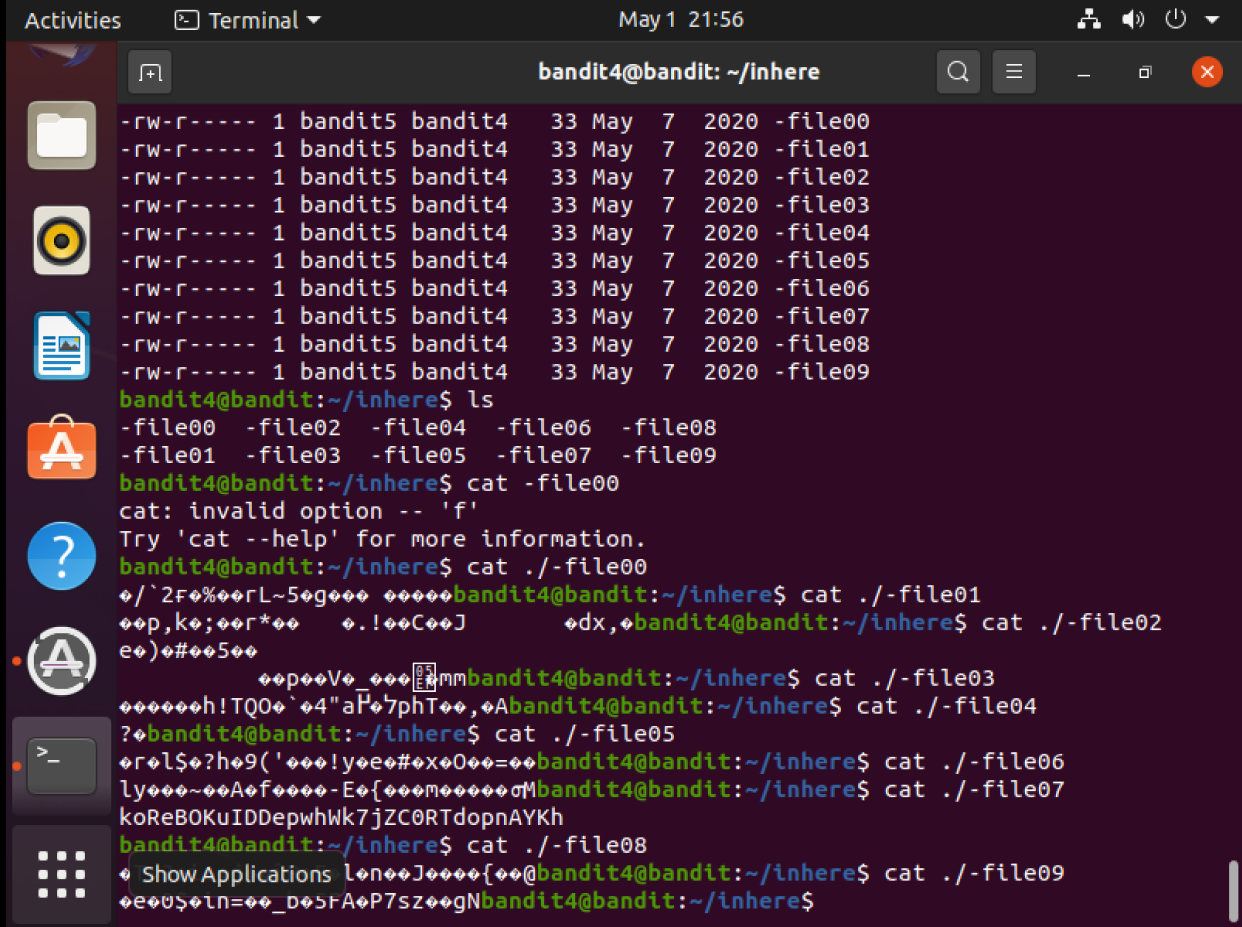 Activities Terminal May 1 21:56
bandit4@bandit: ~/inhere
-rw-r----- 1 bandit5 bandit4 33 May 7 2020 -file00
-rw-r----- 1 bandit5 bandit4 33 May 7 2020 -file01
-rw-r----- 1 bandit5 bandit4 33 May 7 2020 -file02
-rw-r----- 1 bandit5 bandit4 33 May 7 2020 -file03
-rw-r----- 1 bandit5 bandit4 33 May 7 2020 -file04
-rw-r----- 1 bandit5 bandit4 33 May 7 2020 -file05
-rw-r----- 1 bandit5 bandit4 33 May 7 2020 -file06
-rw-r----- 1 bandit5 bandit4 33 May 7 2020 -file07
-rw-r----- 1 bandit5 bandit4 33 May 7 2020 -file08
-rw-r----- 1 bandit5 bandit4 33 May 7 2020 -file09
bandit4@bandit:~/inhere$ ls
-file00 -file02 -file04 -file06 -file08
-file01 -file03 -file05 -file07 -file09
bandit4@bandit:~/inhere$ cat -file00
cat: invalid option -- 'f'
Try 'cat --help' for more information.
bandit4@bandit:~/inhere$ cat ./-file00
�/`2ғ�%��rL~5�g��� �����bandit4@bandit:~/inhere$ cat ./-file01
��p,k�;��r*�� �.!��C��J �dx,�bandit4@bandit:~/inhere$ cat ./-file02
e�)�#��5��
��p��V�_���mmbandit4@bandit:~/inhere$ cat ./-file03
������h!TQO�`�4"a�phT��,�Abandit4@bandit:~/inhere$ cat ./-file04
?�bandit4@bandit:~/inhere$ cat ./-file05
�r�l$�?h�9('���!y�e�#�x�O��=��bandit4@bandit:~/inhere$ cat ./-file06
ly���~��A�f����-E�{���m�����bandit4@bandit:~/inhere$ cat ./-file07
koReBOKuIDDepwhWk7jZC0RTdopnAYKh
bandit4@bandit:~/inhere$ cat ./-file08
Show Applications l�n��J����{��@bandit4@bandit:~/inhere$ cat ./-file09
�e�0$�in=��_b�5FA�P7sz��gNbandit4@bandit:~/inhere$